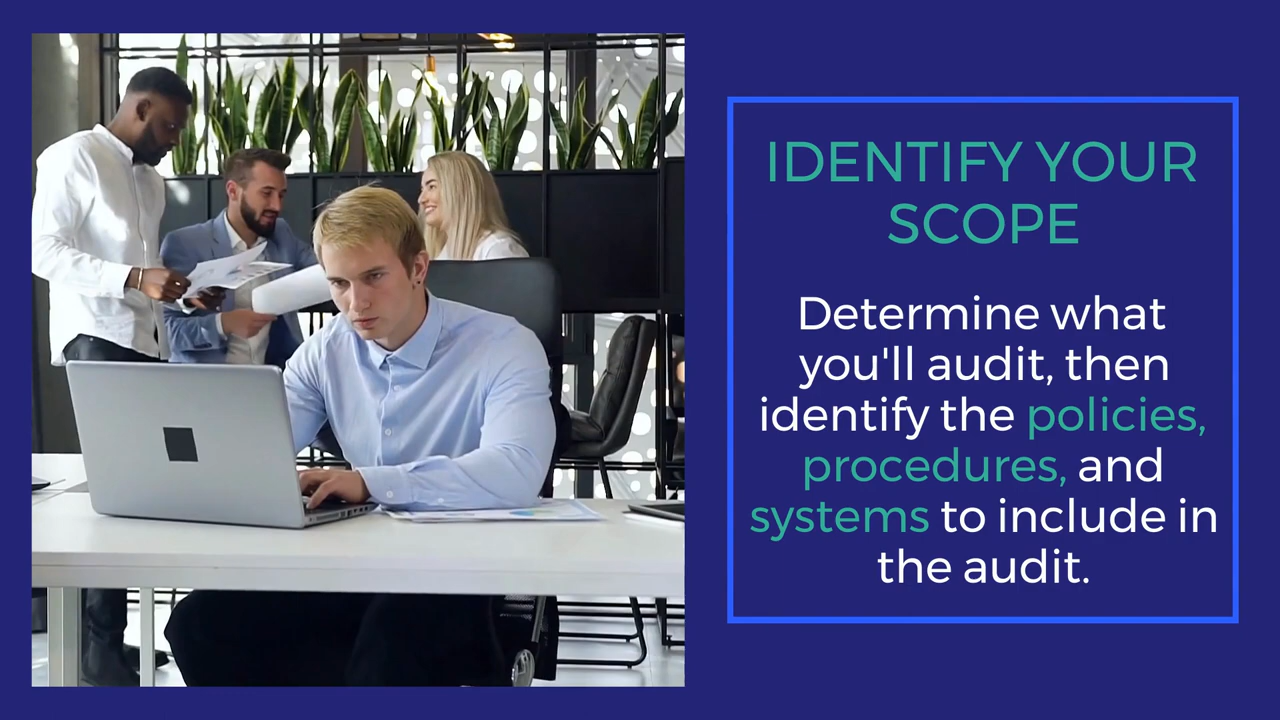 IDENTIFY YOUR
SCOPE
Determine what
you'll audit, then
identify the policies,
procedures, and
systems to include in
the audit.